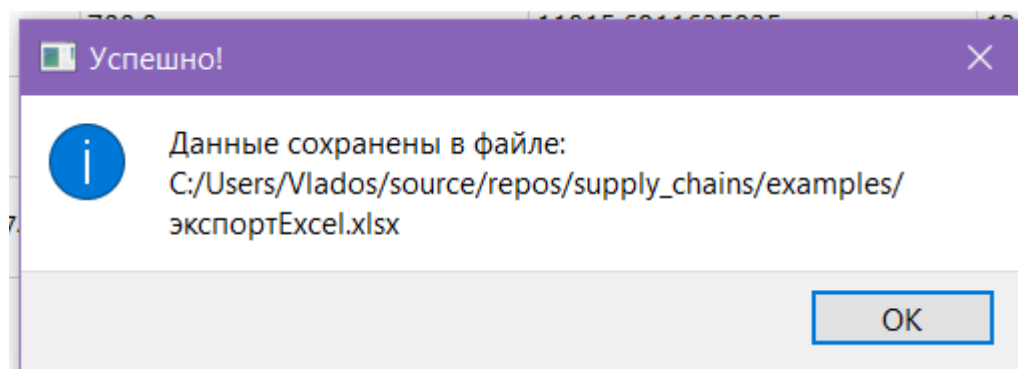 Успешно!
Данные сохранены в файле:
C:/Users/Vlados/source/repos/supply_chains/examples/
экспортExcel.xlsx
OK